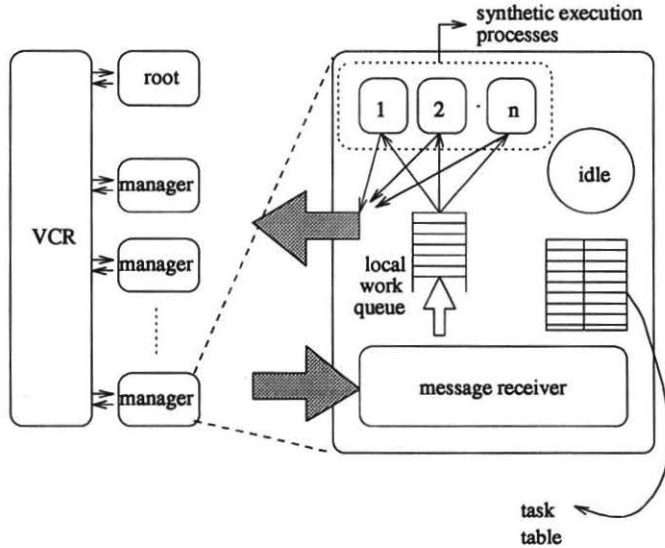 synthetic execution
processes
VCR
root
manager
manager
manager
1
2
n
idle
local
work
queue
message receiver
task
table